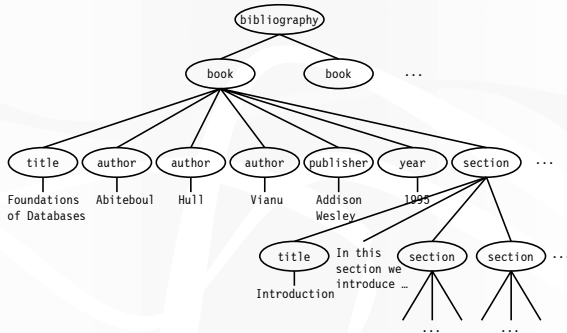 bibliography
book
book
...
title
author
author
author
publisher
year
section
...
Foundations
of Databases
Abiteboul
Hull
Vianu
Addison
Wesley
1995
title
In this
section we
introduce …
section
section
...
Introduction
...
...